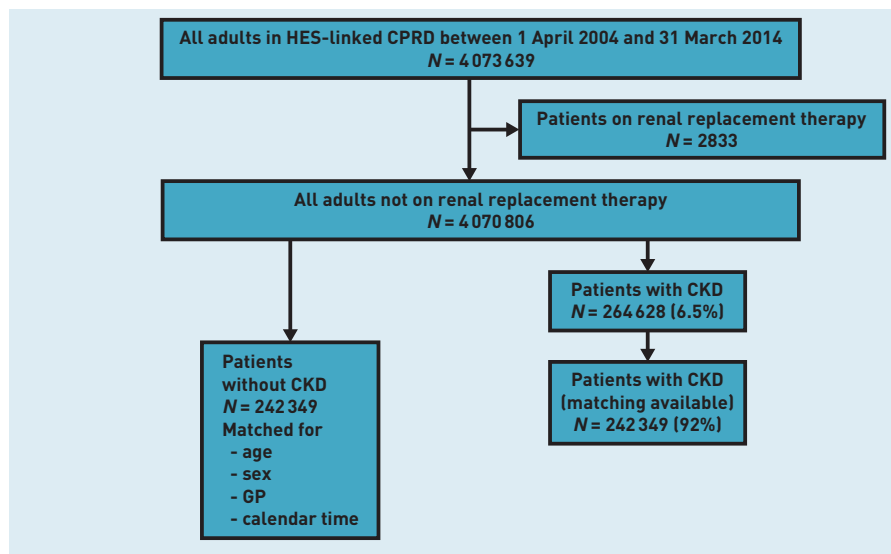 All adults in HES-linked CPRD between 1 April 2004 and 31 March 2014
N = 4 073 639
Patients on renal replacement therapy
N = 2833
All adults not on renal replacement therapy
N = 4 070 806
Patients with CKD
N = 264 628 (6.5%)
Patients with CKD
(matching available)
N = 242 349 (92%)
Patients
without CKD
N = 242 349
Matched for
- age
- sex
- GP
- calendar time